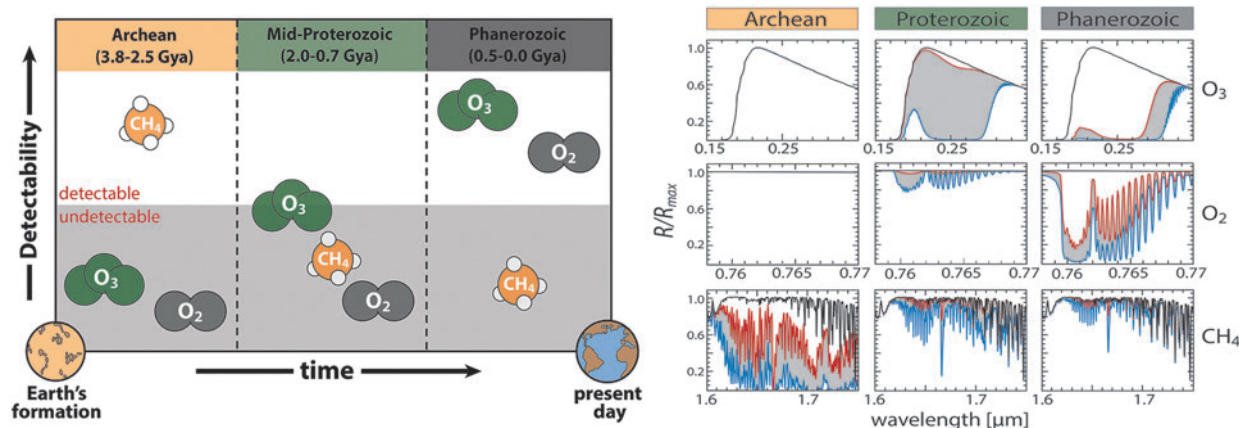 Archean
(3.8-2.5 Gya)
Mid-Proterozoic
(2.0-0.7 Gya)
Phanerozoic
(0.5-0.0 Gya)
Detectability
CH4
O3
O2
detectable
undetectable
O3
O3
CH4
O2
O2
CH4
Earth's
formation
time
present
day
Archean
Proterozoic
Phanerozoic
R/Rmax
1.0
0.6
0.2
0.15
0.25
0.15
0.25
0.15
0.25
O3
1.0
0.6
0.2
0.76
0.765
0.77
0.76
0.765
0.77
0.76
0.765
0.77
O2
1.0
0.6
0.2
1.6
1.7
1.6
1.7
1.6
1.7
CH4
wavelength [µm]